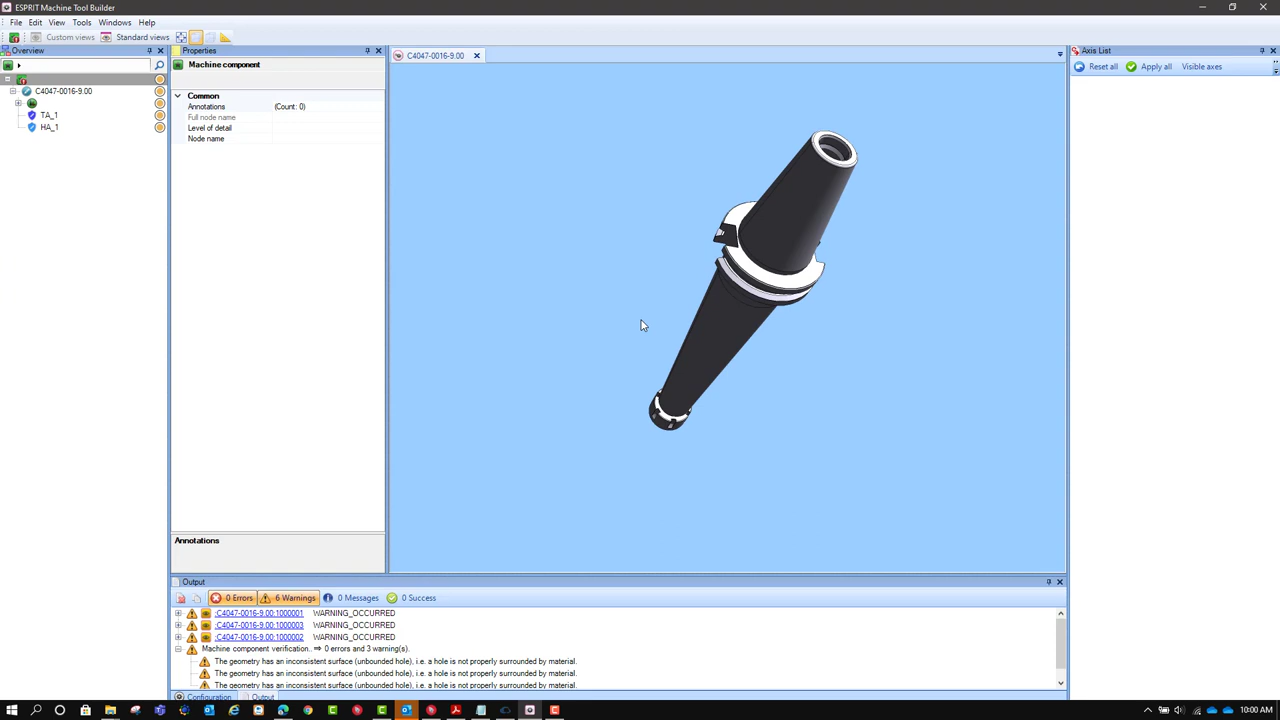 ESPRIT Machine Tool Builder
File Edit View Tools Windows Help
Custom views Standard views
Overview
Properties
C4047-0016-9.00
Axis List
Machine component
Reset all Apply all Visible axes
C4047-0016-9.00
TA_1
HA_1
Common
Annotations (Count: 0)
Full node name
Level of detail
Node name
Annotations
Output
0 Errors 6 Warnings 0 Messages 0 Success
:C4047-0016-9.00:1000001 WARNING_OCCURRED
:C4047-0016-9.00:1000003 WARNING_OCCURRED
:C4047-0016-9.00:1000002 WARNING_OCCURRED
Machine component verification.. ⇒ 0 errors and 3 warning(s).
The geometry has an inconsistent surface (unbounded hole), i.e. a hole is not properly surrounded by material.
The geometry has an inconsistent surface (unbounded hole), i.e. a hole is not properly surrounded by material.
The geometry has an inconsistent surface (unbounded hole), i.e. a hole is not properly surrounded by material.
Configuration Output
10:00 AM